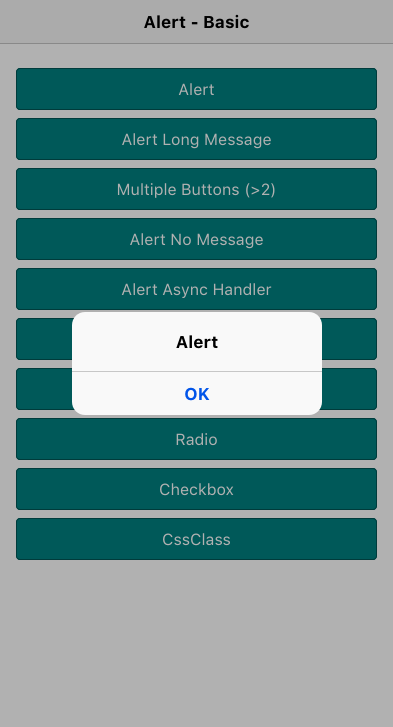 Alert - Basic
Alert
Alert Long Message
Multiple Buttons (>2)
Alert No Message
Alert Async Handler
Alert
OK
Radio
Checkbox
CssClass